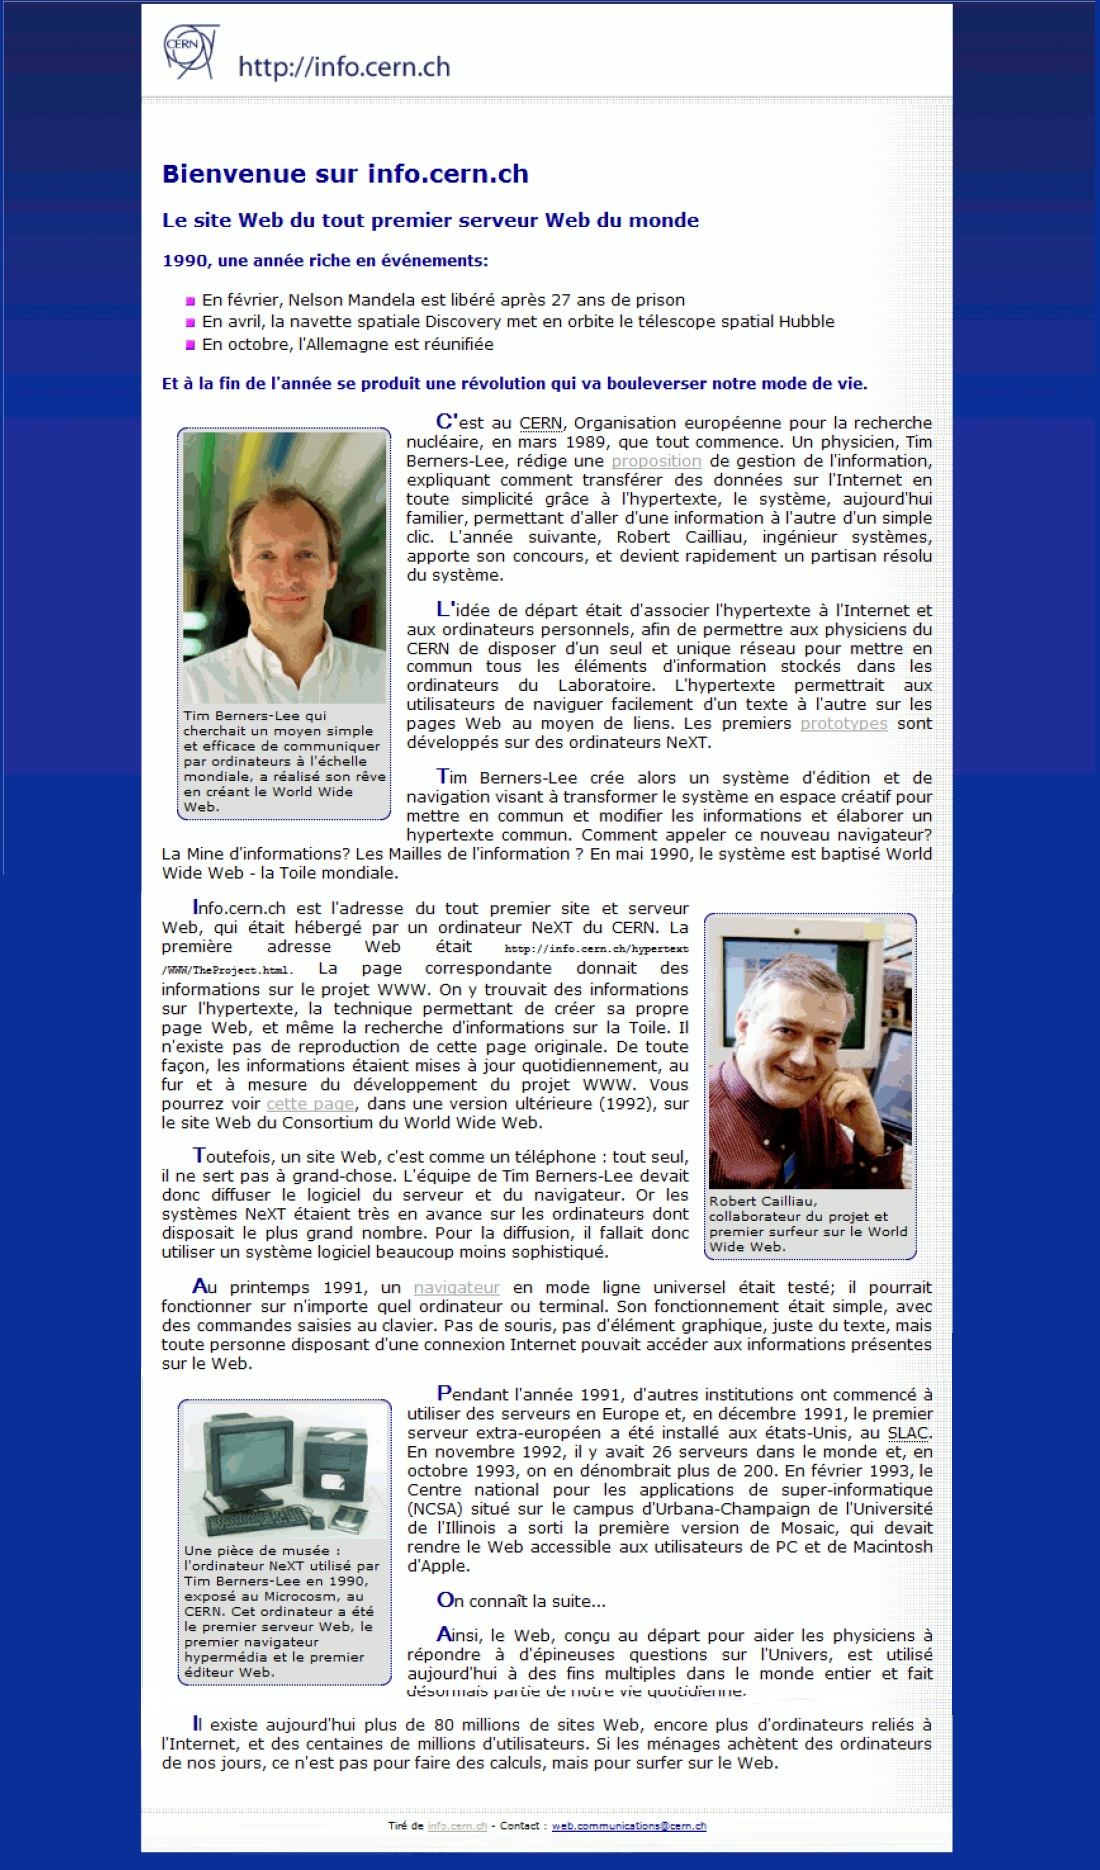 CERN
http://info.cern.ch
Bienvenue sur info.cern.ch
Le site Web du tout premier serveur Web du monde
1990, une année riche en événements:
En février, Nelson Mandela est libéré après 27 ans de prison
En avril, la navette spatiale Discovery met en orbite le télescope spatial Hubble
En octobre, l'Allemagne est réunifiée
Et à la fin de l'année se produit une révolution qui va bouleverser notre mode de vie.
C'est au CERN, Organisation européenne pour la recherche
nucléaire, en mars 1989, que tout commence. Un physicien, Tim
Berners-Lee, rédige une proposition de gestion de l'information,
expliquant comment transférer des données sur l'Internet en
toute simplicité grâce à l'hypertexte, le système, aujourd'hui
familier, permettant d'aller d'une information à l'autre d'un simple
clic. L'année suivante, Robert Cailliau, ingénieur systèmes,
apporte son concours, et devient rapidement un partisan résolu
du système.
L'idée de départ était d'associer l'hypertexte à l'Internet et
aux ordinateurs personnels, afin de permettre aux physiciens du
CERN de disposer d'un seul et unique réseau pour mettre en
commun tous les éléments d'information stockés dans les
ordinateurs du Laboratoire. L'hypertexte permettrait aux
utilisateurs de naviguer facilement d'un texte à l'autre sur les
pages Web au moyen de liens. Les premiers prototypes sont
développés sur des ordinateurs NeXT.
Tim Berners-Lee qui
cherchait un moyen simple
et efficace de communiquer
par ordinateurs à l'échelle
mondiale, a réalisé son rêve
en créant le World Wide
Web.
Tim Berners-Lee crée alors un système d'édition et de
navigation visant à transformer le système en espace créatif pour
mettre en commun et modifier les informations et élaborer un
hypertexte commun. Comment appeler ce nouveau navigateur?
La Mine d'informations? Les Mailles de l'information ? En mai 1990, le système est baptisé World
Wide Web - la Toile mondiale.
Info.cern.ch est l'adresse du tout premier site et serveur
Web, qui était hébergé par un ordinateur NeXT du CERN. La
première adresse Web était http://info.cern.ch/hypertext
/WWW/TheProject.html. La page correspondante donnait des
informations sur le projet WWW. On y trouvait des informations
sur l'hypertexte, la technique permettant de créer sa propre
page Web, et même la recherche d'informations sur la Toile. Il
n'existe pas de reproduction de cette page originale. De toute
façon, les informations étaient mises à jour quotidiennement, au
fur et à mesure du développement du projet WWW. Vous
pourrez voir cette page, dans une version ultérieure (1992), sur
le site Web du Consortium du World Wide Web.
Toutefois, un site Web, c'est comme un téléphone : tout seul,
il ne sert pas à grand-chose. L'équipe de Tim Berners-Lee devait
donc diffuser le logiciel du serveur et du navigateur. Or les
systèmes NeXT étaient très en avance sur les ordinateurs dont
disposait le plus grand nombre. Pour la diffusion, il fallait donc
utiliser un système logiciel beaucoup moins sophistiqué.
Robert Cailliau,
collaborateur du projet et
premier surfeur sur le World
Wide Web.
Au printemps 1991, un navigateur en mode ligne universel était testé; il pourrait
fonctionner sur n'importe quel ordinateur ou terminal. Son fonctionnement était simple, avec
des commandes saisies au clavier. Pas de souris, pas d'élément graphique, juste du texte, mais
toute personne disposant d'une connexion Internet pouvait accéder aux informations présentes
sur le Web.
Pendant l'année 1991, d'autres institutions ont commencé à
utiliser des serveurs en Europe et, en décembre 1991, le premier
serveur extra-européen a été installé aux états-Unis, au SLAC.
En novembre 1992, il y avait 26 serveurs dans le monde et, en
octobre 1993, on en dénombrait plus de 200. En février 1993, le
Centre national pour les applications de super-informatique
(NCSA) situé sur le campus d'Urbana-Champaign de l'Université
de l'Illinois a sorti la première version de Mosaic, qui devait
rendre le Web accessible aux utilisateurs de PC et de Macintosh
d'Apple.
Une pièce de musée :
l'ordinateur NeXT utilisé par
Tim Berners-Lee en 1990,
exposé au Microcosm, au
CERN. Cet ordinateur a été
le premier serveur Web, le
premier navigateur
hypermédia et le premier
éditeur Web.
On connaît la suite...
Ainsi, le Web, conçu au départ pour aider les physiciens à
répondre à d'épineuses questions sur l'Univers, est utilisé
aujourd'hui à des fins multiples dans le monde entier et fait
désormais partie de notre vie quotidienne.
Il existe aujourd'hui plus de 80 millions de sites Web, encore plus d'ordinateurs reliés à
l'Internet, et des centaines de millions d'utilisateurs. Si les ménages achètent des ordinateurs
de nos jours, ce n'est pas pour faire des calculs, mais pour surfer sur le Web.
Tiré de info.cern.ch - Contact : web.communications@cern.ch